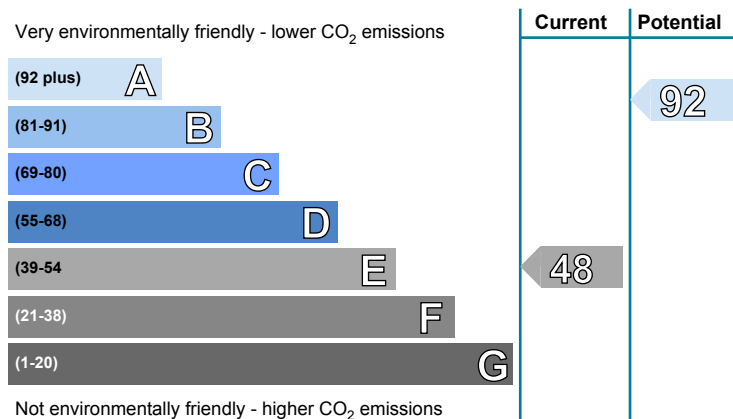 Current Potential
Very environmentally friendly - lower CO2 emissions
(92 plus) A
92
(81-91) B
(69-80) C
(55-68) D
(39-54 E
48
(21-38) F
(1-20) G
Not environmentally friendly - higher CO2 emissions